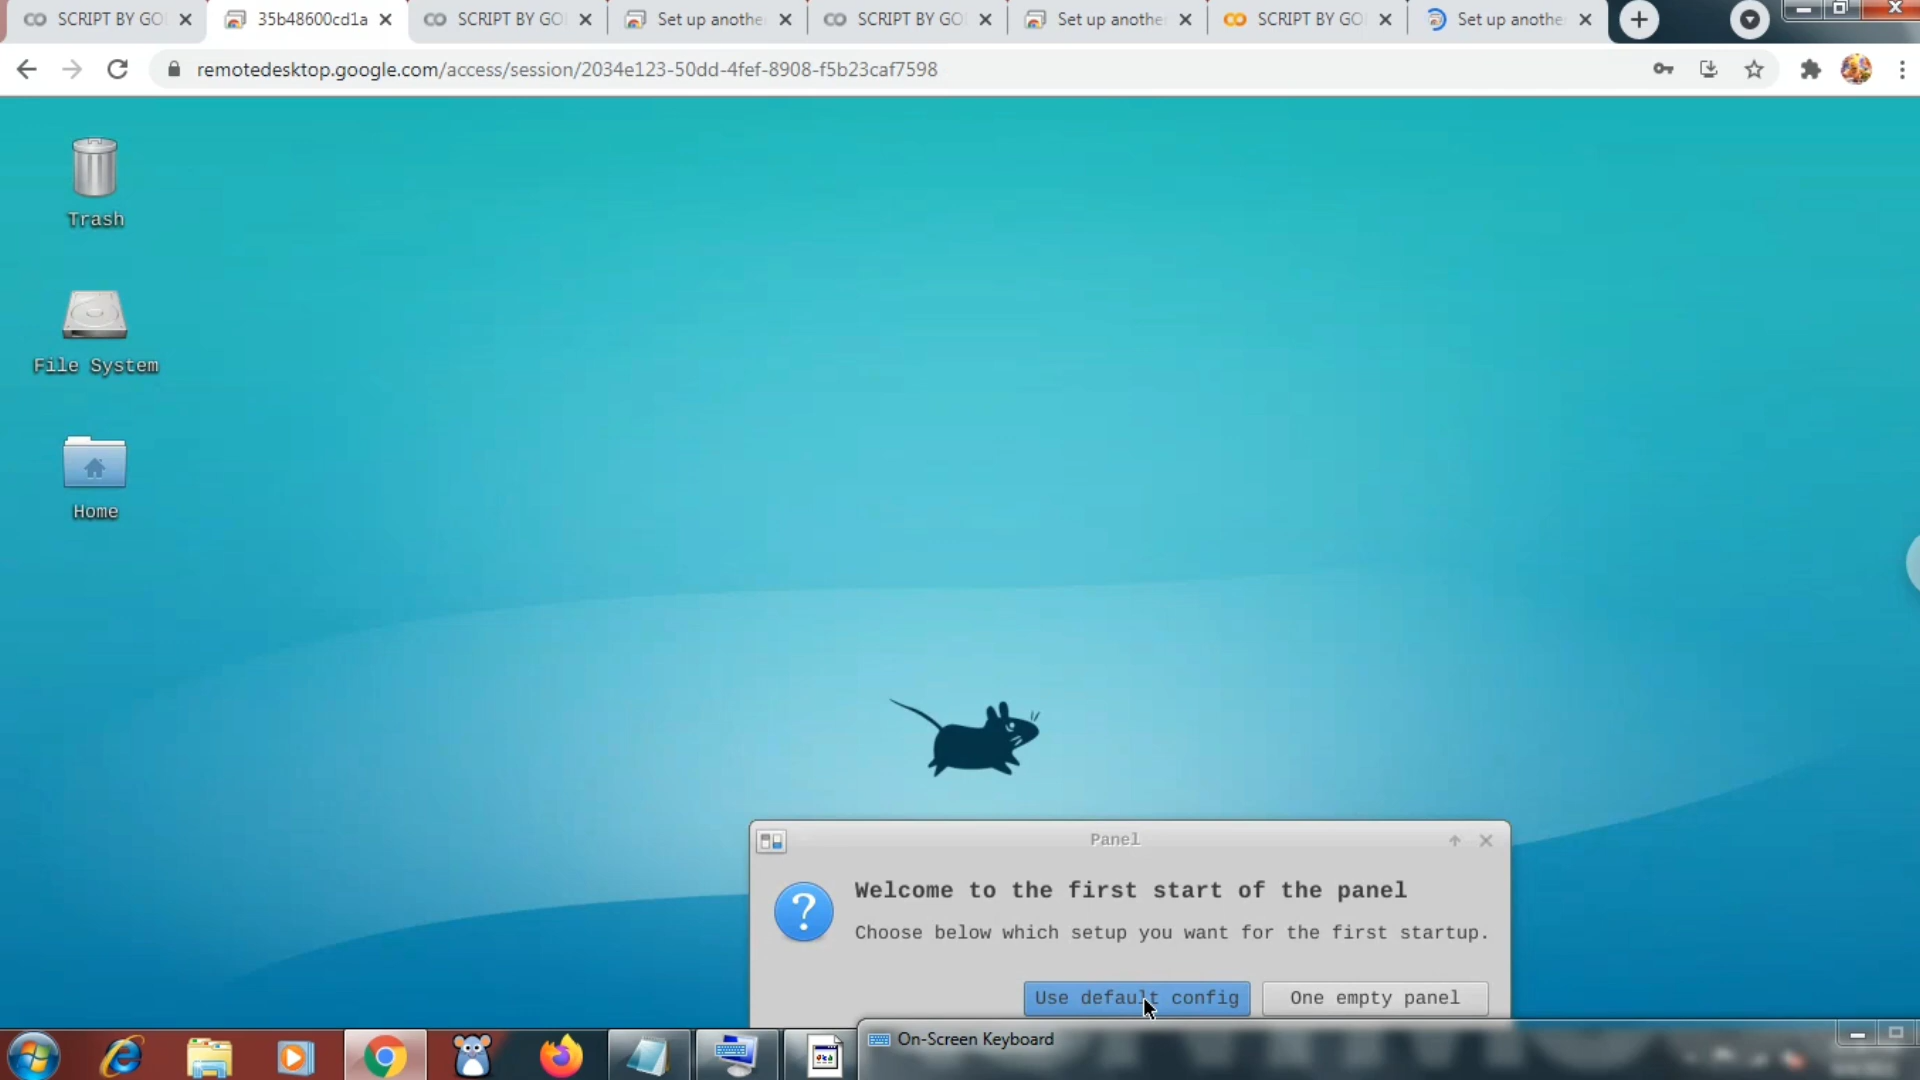 SCRIPT BY GO
35b48600cd1a
SCRIPT BY GO
Set up anothe
SCRIPT BY GO
Set up anothe
SCRIPT BY GO
Set up anothe
remotedesktop.google.com/access/session/2034e123-50dd-4fef-8908-f5b23caf7598
Trash
File System
Home
Panel
Welcome to the first start of the panel
Choose below which setup you want for the first startup.
Use default config
One empty panel
On-Screen Keyboard